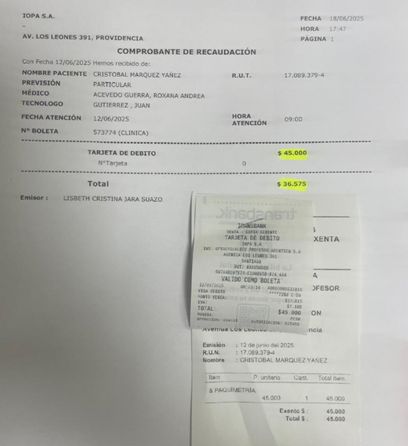 IOPA S.A.
FECHA 18/06/2025
-
HORA 17:47
AV. LOS LEONES 391, PROVIDENCIA
PÁGINA :
COMPROBANTE DE RECAUDACIÓN
Con Fecha 12/06/2025 Hemos recibido de:
NOMBRE PACIENTE CRISTOBAL MARQUEZ YAÑEZ R.U.T. 17.089.379-4
PREVISIÓN PARTICULAR
MÉDICO ACEVEDO GUERRA, ROXANA ANDREA
TECNOLOGO GUTIERREZ , JUAN
FECHA ATENCIÓN 12/06/2025 HORA ATENCIÓN 09:00
Nº BOLETA 573774 (CLINICA)
TARJETA DE DEBITO $ 45.000
NºTarjeta 0
Total $ 36.575
Emisor : LISBETH CRISTINA JARA SUAZO
transbank
TARJETA DE DEBITO
IOPA S.A
XENTA
AVENIDA LOS LEONES 391
SANTIAGO
VALIDO COMO BOLETA
OFESOR
TOTAL $45.000
ON
Avenida Los
ncia
Emisión : 12 de junio del 2025
R.U.N. : 17.089.379-4
Nombre : CRISTOBAL MARQUEZ YAÑEZ
Item P. unitario Cant. Total Item
PAQUIMETRIA
45.000 1 45.000
Exento $ : 45.000
Total $ : 45.000